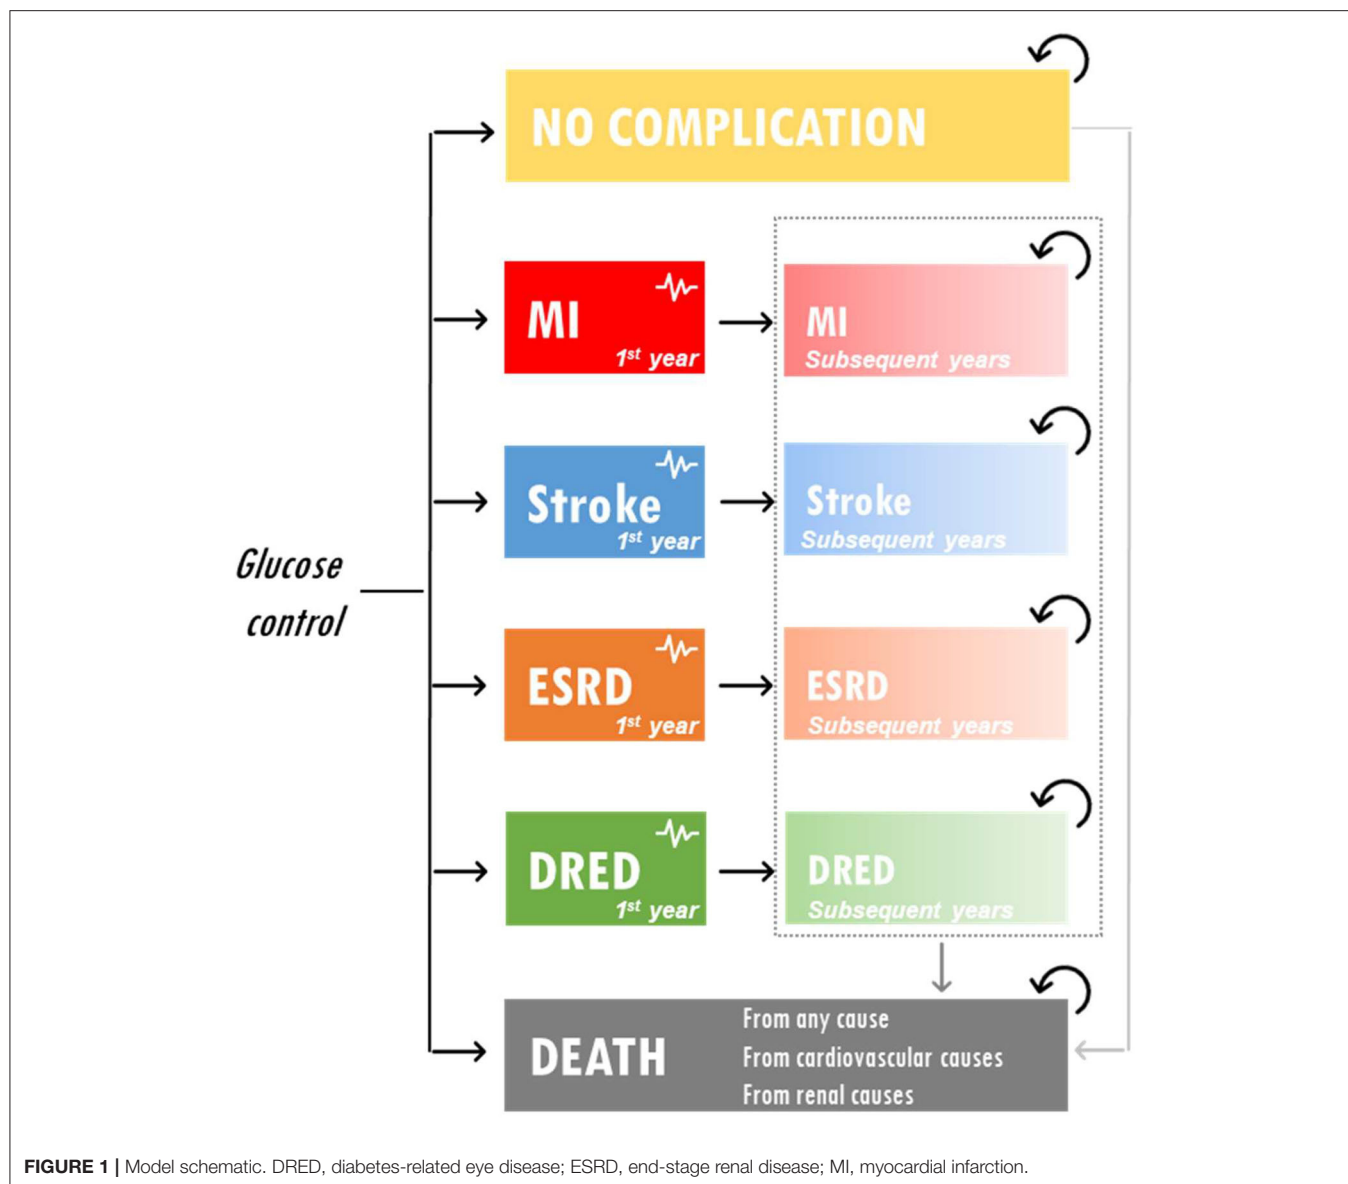 NO COMPLICATION
MI
1st year
MI
Subsequent years
Stroke
1st year
Stroke
Subsequent years
Glucose
control
ESRD
1st year
ESRD
Subsequent years
DRED
1st year
DRED
Subsequent years
DEATH
From any cause
From cardiovascular causes
From renal causes
FIGURE 1 | Model schematic. DRED, diabetes-related eye disease; ESRD, end-stage renal disease; MI, myocardial infarction.